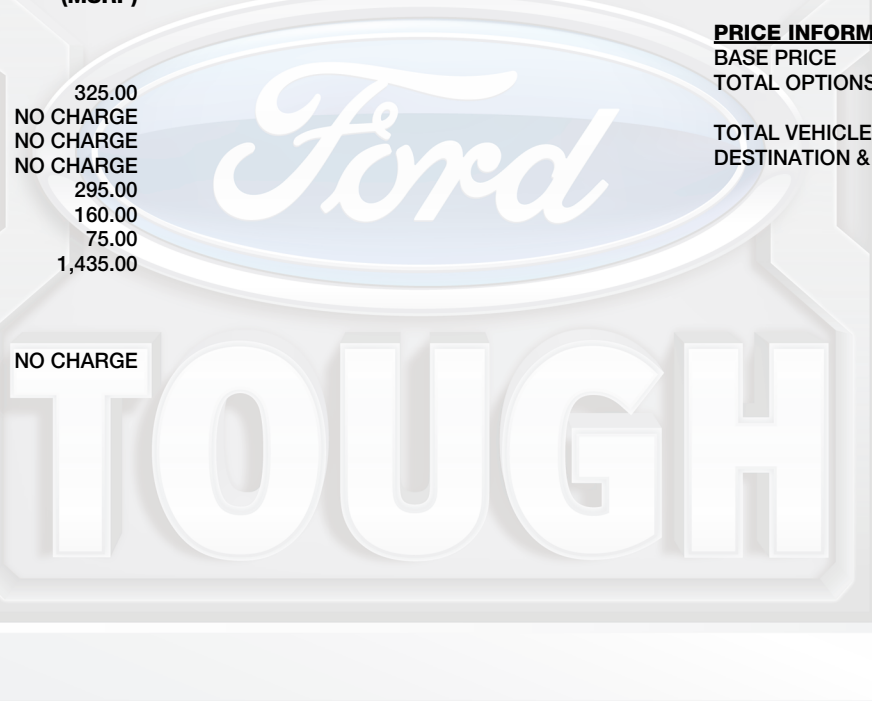 (MSRP)
325.00
NO CHARGE
NO CHARGE
NO CHARGE
295.00
160.00
75.00
1,435.00
NO CHARGE
PRICE INFORM
BASE PRICE
TOTAL OPTIONS
TOTAL VEHICLE
DESTINATION &
Ford
TOUGH